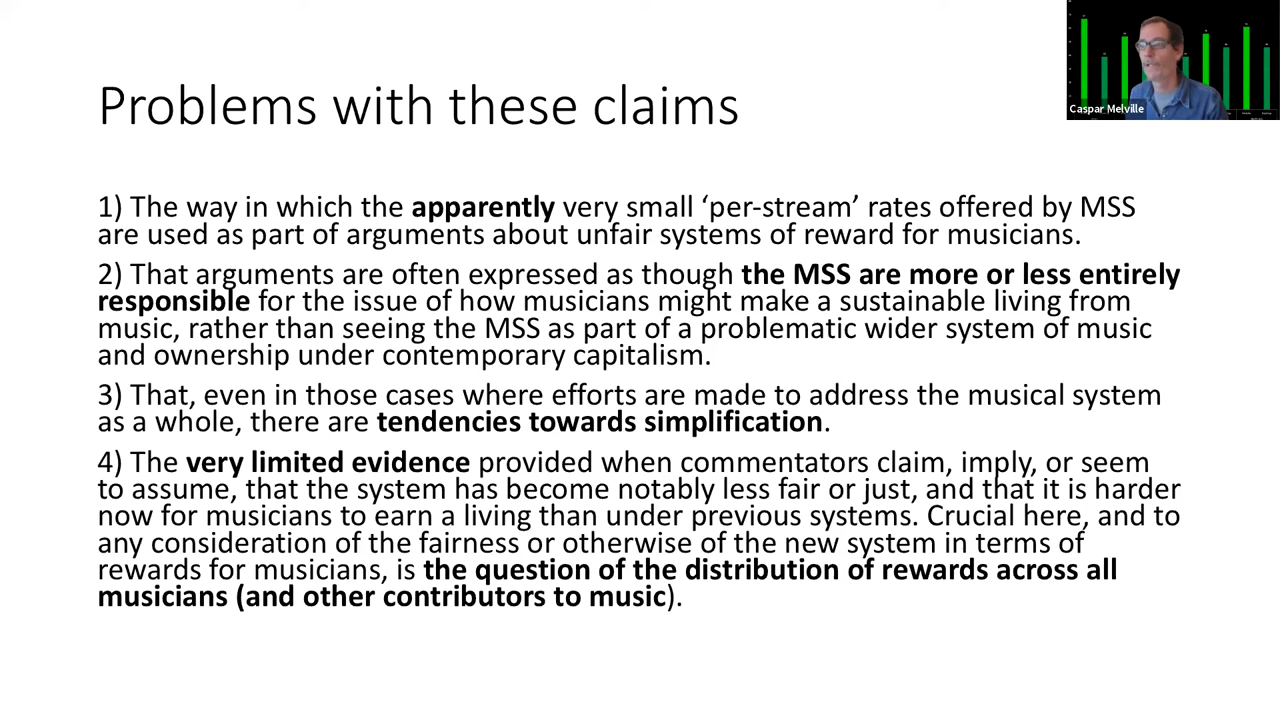 Problems with these claims
Caspar Melville
1) The way in which the apparently very small ‘per-stream’ rates offered by MSS
are used as part of arguments about unfair systems of reward for musicians.
2) That arguments are often expressed as though the MSS are more or less entirely
responsible for the issue of how musicians might make a sustainable living from
music, rather than seeing the MSS as part of a problematic wider system of music
and ownership under contemporary capitalism.
3) That, even in those cases where efforts are made to address the musical system
as a whole, there are tendencies towards simplification.
4) The very limited evidence provided when commentators claim, imply, or seem
to assume, that the system has become notably less fair or just, and that it is harder
now for musicians to earn a living than under previous systems. Crucial here, and to
any consideration of the fairness or otherwise of the new system in terms of
rewards for musicians, is the question of the distribution of rewards across all
musicians (and other contributors to music).